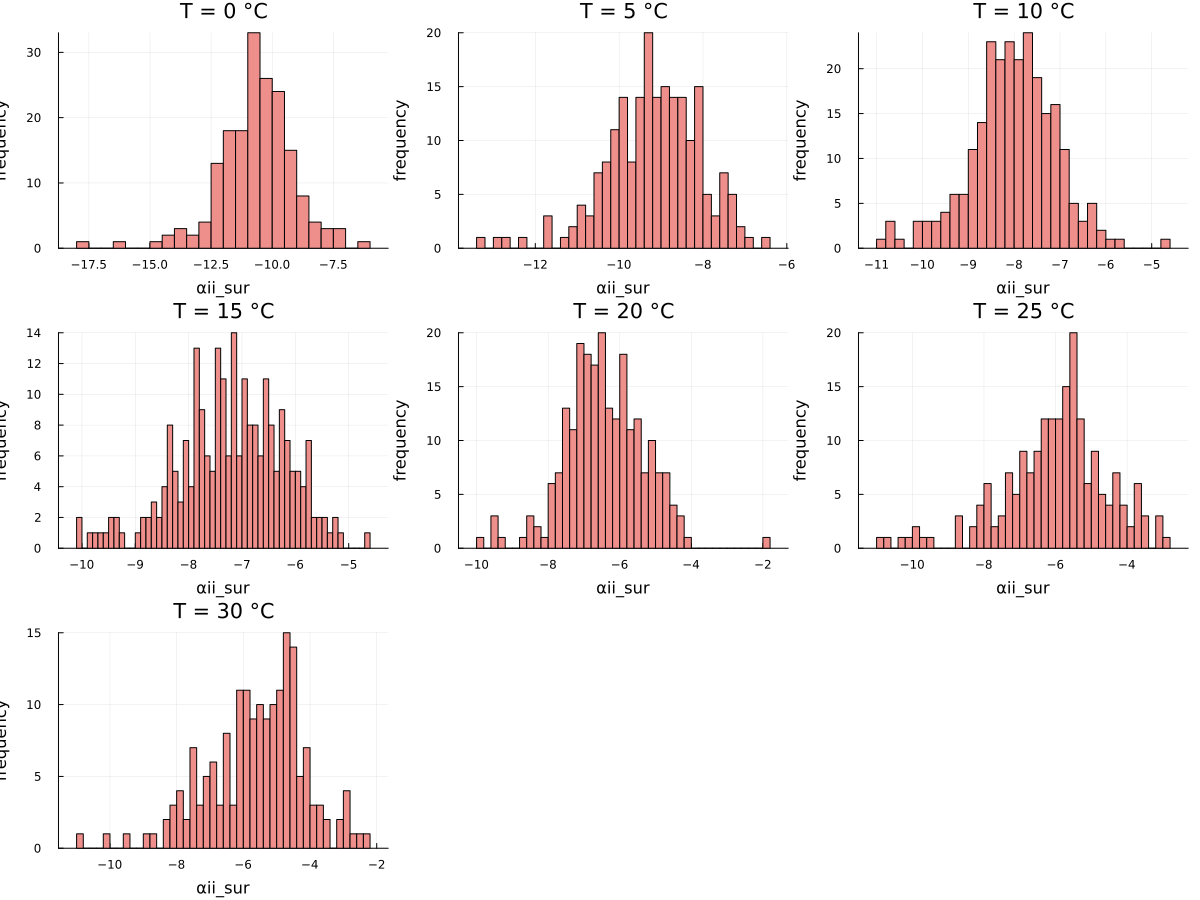 T = 0 °C
T = 5 °C
T = 10 °C
frequency
30
20
10
0
−17.5 −15.0 −12.5 −10.0 −7.5
αii_sur
frequency
20
15
10
5
0
−12 −10 −8 −6
αii_sur
frequency
20
15
10
5
0
−11 −10 −9 −8 −7 −6 −5
αii_sur
T = 15 °C
T = 20 °C
T = 25 °C
frequency
14
12
10
8
6
4
2
0
−10 −9 −8 −7 −6 −5
αii_sur
frequency
20
15
10
5
0
−10 −8 −6 −4 −2
αii_sur
frequency
20
15
10
5
0
−10 −8 −6 −4
αii_sur
T = 30 °C
frequency
15
10
5
0
−10 −8 −6 −4 −2
αii_sur